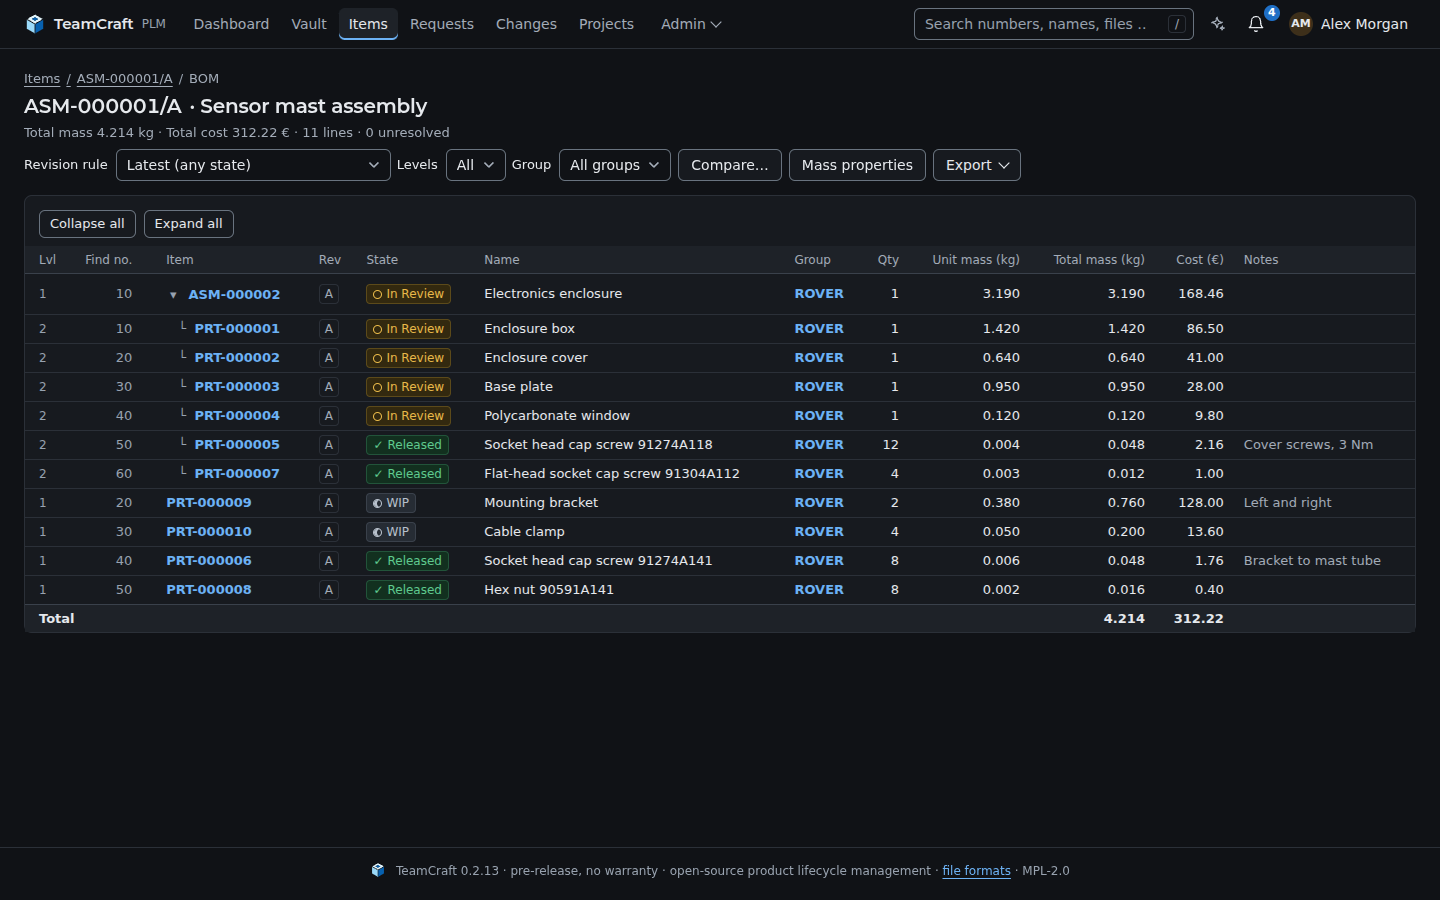 TeamCraft PLM Dashboard Vault Items Requests Changes Projects Admin Search numbers, names, files .. / 4 AM Alex Morgan
Items / ASM-000001/A / BOM
ASM-000001/A · Sensor mast assembly
Total mass 4.214 kg · Total cost 312.22 € · 11 lines · 0 unresolved
Revision rule Latest (any state) Levels All Group All groups Compare... Mass properties Export
Collapse all Expand all
Lvl Find no. Item Rev State Name Group Qty Unit mass (kg) Total mass (kg) Cost (€) Notes
1 10 ▾ ASM-000002 A In Review Electronics enclosure ROVER 1 3.190 3.190 168.46
2 10 └ PRT-000001 A In Review Enclosure box ROVER 1 1.420 1.420 86.50
2 20 └ PRT-000002 A In Review Enclosure cover ROVER 1 0.640 0.640 41.00
2 30 └ PRT-000003 A In Review Base plate ROVER 1 0.950 0.950 28.00
2 40 └ PRT-000004 A In Review Polycarbonate window ROVER 1 0.120 0.120 9.80
2 50 └ PRT-000005 A ✓ Released Socket head cap screw 91274A118 ROVER 12 0.004 0.048 2.16 Cover screws, 3 Nm
2 60 └ PRT-000007 A ✓ Released Flat-head socket cap screw 91304A112 ROVER 4 0.003 0.012 1.00
1 20 PRT-000009 A WIP Mounting bracket ROVER 2 0.380 0.760 128.00 Left and right
1 30 PRT-000010 A WIP Cable clamp ROVER 4 0.050 0.200 13.60
1 40 PRT-000006 A ✓ Released Socket head cap screw 91274A141 ROVER 8 0.006 0.048 1.76 Bracket to mast tube
1 50 PRT-000008 A ✓ Released Hex nut 90591A141 ROVER 8 0.002 0.016 0.40
Total 4.214 312.22
TeamCraft 0.2.13 · pre-release, no warranty · open-source product lifecycle management · file formats · MPL-2.0